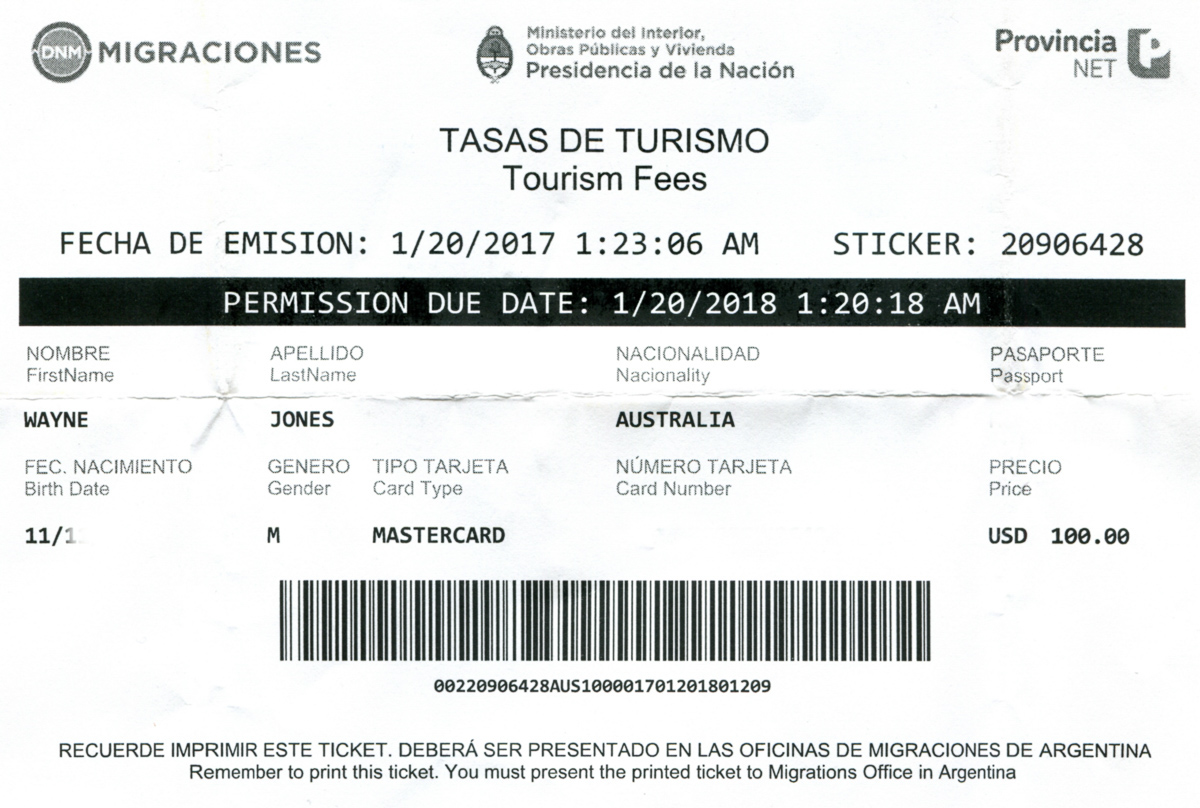 DNM MIGRACIONES
Ministerio del Interior,
Obras Públicas y Vivienda
Presidencia de la Nación
Provincia
NET
TASAS DE TURISMO
Tourism Fees
FECHA DE EMISION: 1/20/2017 1:23:06 AM STICKER: 20906428
PERMISSION DUE DATE: 1/20/2018 1:20:18 AM
NOMBRE APELLIDO NACIONALIDAD PASAPORTE
FirstName LastName Nacionality Passport
WAYNE JONES AUSTRALIA
FEC. NACIMIENTO GENERO TIPO TARJETA NÚMERO TARJETA PRECIO
Birth Date Gender Card Type Card Number Price
11/1 M MASTERCARD USD 100.00
00220906428AUS100001701201801209
RECUERDE IMPRIMIR ESTE TICKET. DEBERÁ SER PRESENTADO EN LAS OFICINAS DE MIGRACIONES DE ARGENTINA
Remember to print this ticket. You must present the printed ticket to Migrations Office in Argentina